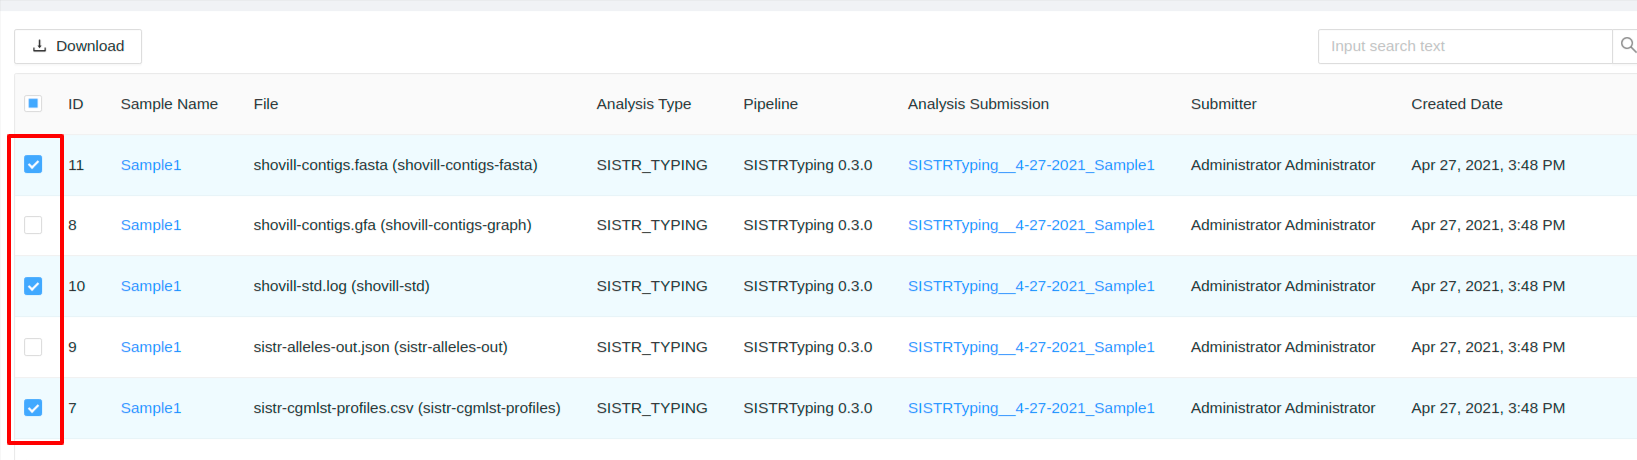 Download
Input search text
ID Sample Name File Analysis Type Pipeline Analysis Submission Submitter Created Date
11 Sample1 shovill-contigs.fasta (shovill-contigs-fasta) SISTR_TYPING SISTRTyping 0.3.0 SISTRTyping__4-27-2021_Sample1 Administrator Administrator Apr 27, 2021, 3:48 PM
8 Sample1 shovill-contigs.gfa (shovill-contigs-graph) SISTR_TYPING SISTRTyping 0.3.0 SISTRTyping__4-27-2021_Sample1 Administrator Administrator Apr 27, 2021, 3:48 PM
10 Sample1 shovill-std.log (shovill-std) SISTR_TYPING SISTRTyping 0.3.0 SISTRTyping__4-27-2021_Sample1 Administrator Administrator Apr 27, 2021, 3:48 PM
9 Sample1 sistr-alleles-out.json (sistr-alleles-out) SISTR_TYPING SISTRTyping 0.3.0 SISTRTyping__4-27-2021_Sample1 Administrator Administrator Apr 27, 2021, 3:48 PM
7 Sample1 sistr-cgmlst-profiles.csv (sistr-cgmlst-profiles) SISTR_TYPING SISTRTyping 0.3.0 SISTRTyping__4-27-2021_Sample1 Administrator Administrator Apr 27, 2021, 3:48 PM